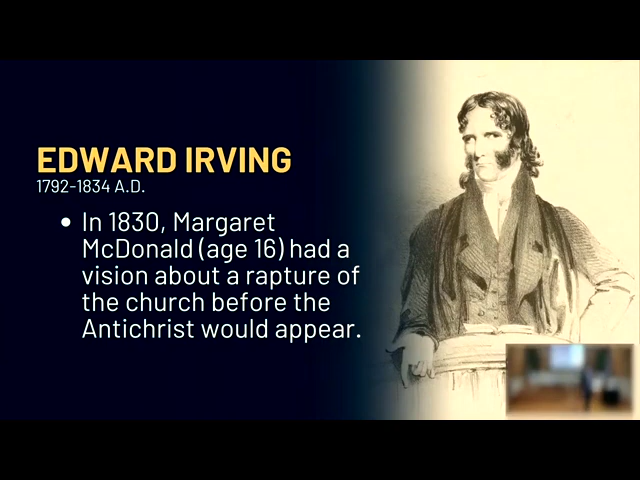 EDWARD IRVING
1792-1834 A.D.
• In 1830, Margaret
McDonald (age 16) had a
vision about a rapture of
the church before the
Antichrist would appear.